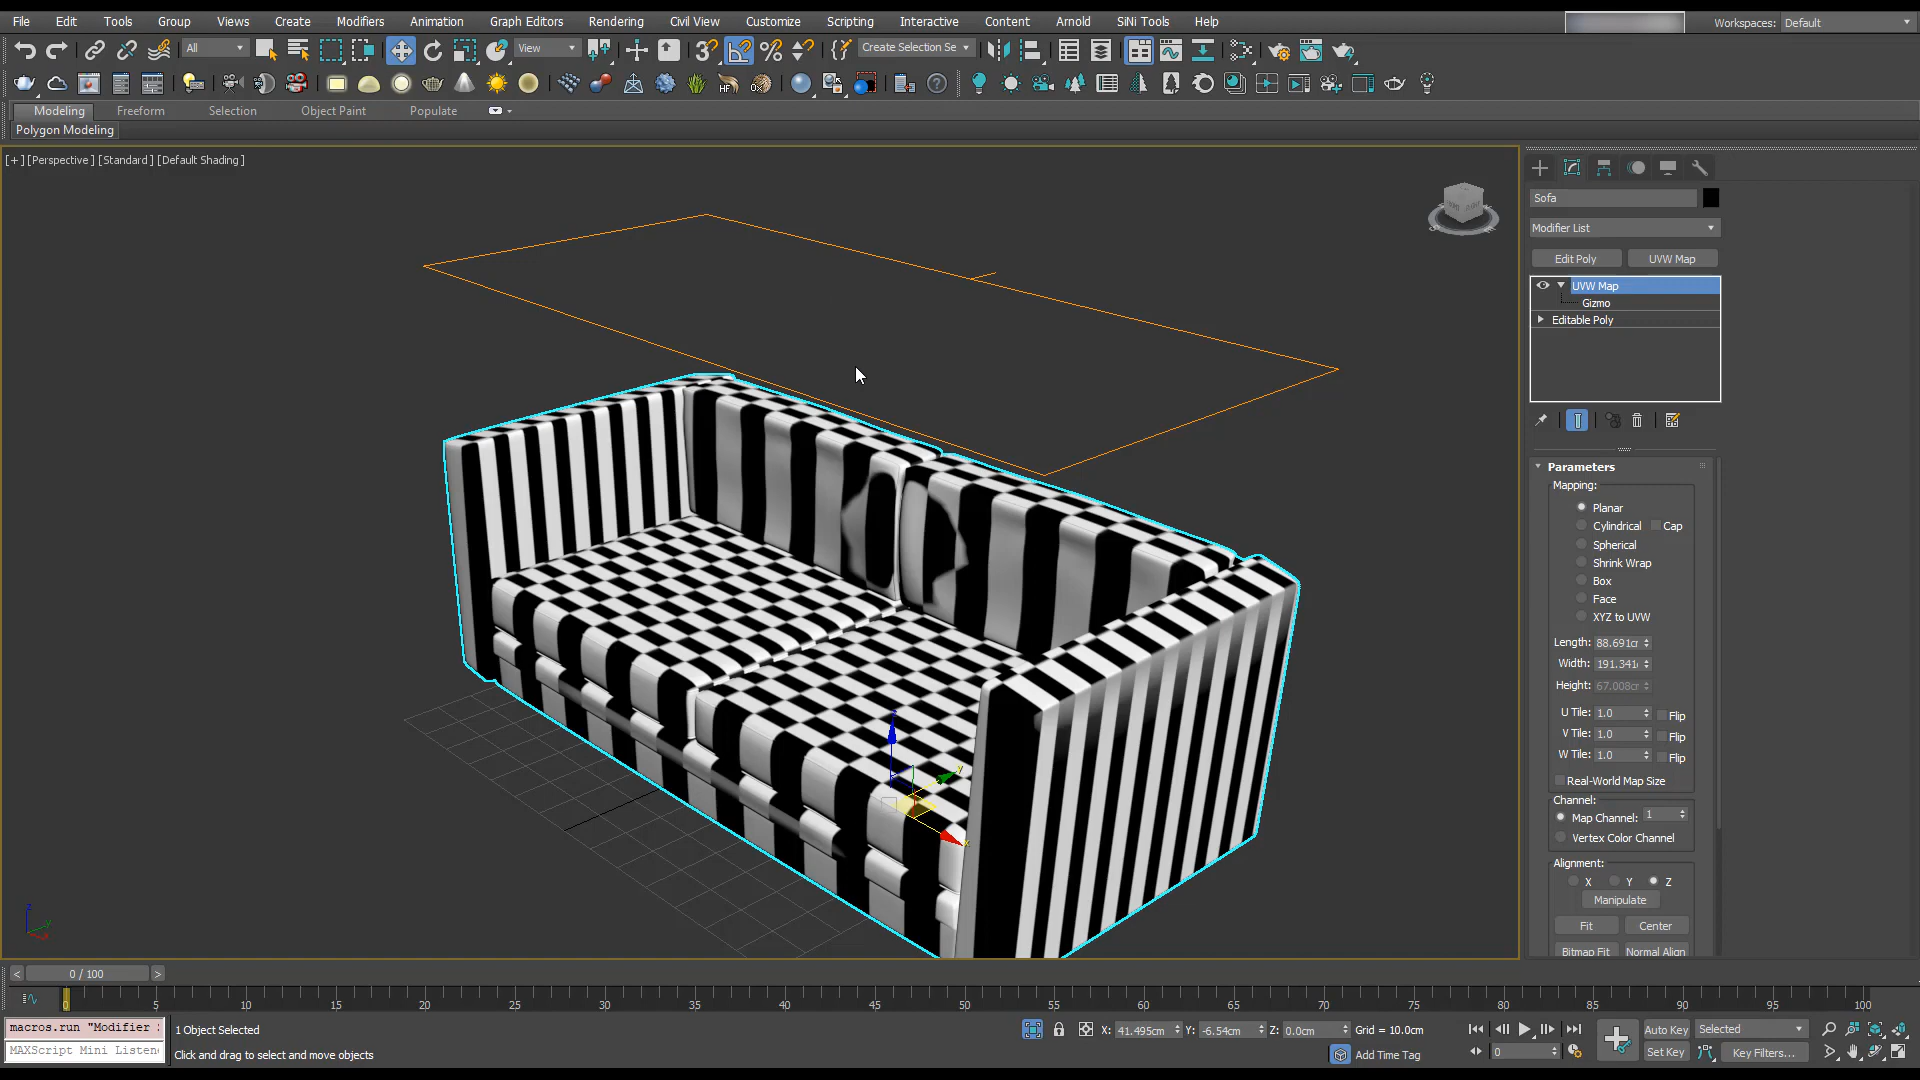 File Edit Tools Group Views Create Modifiers Animation Graph Editors Rendering Civil View Customize Scripting Interactive Content Arnold SiNi Tools Help Workspaces: Default
All View Create Selection Se
Modeling Freeform Selection Object Paint Populate
Polygon Modeling
[+] [Perspective] [Standard] [Default Shading]
Sofa
Modifier List
Edit Poly UVW Map
UVW Map
Gizmo
Editable Poly
Parameters
Mapping:
Planar
Cylindrical Cap
Spherical
Shrink Wrap
Box
Face
XYZ to UVW
Length: 88.691cr
Width: 191.341
Height: 67.008cr
U Tile: 1.0 Flip
V Tile: 1.0 Flip
W Tile: 1.0 Flip
Real-World Map Size
Channel:
Map Channel: 1
Vertex Color Channel
Alignment:
X Y Z
Manipulate
Fit Center
Bitmap Fit Normal Align
z y x
z y
< 0 / 100 >
0 5 10 15 20 25 30 35 40 45 50 55 60 65 70 75 80 85 90 95 100
macros.run "Modifier 1 Object Selected X: 41.495cm Y: -6.54cm Z: 0.0cm Grid = 10.0cm Auto Key Selected
MAXScript Mini Listen Click and drag to select and move objects Add Time Tag 0 Set Key Key Filters...